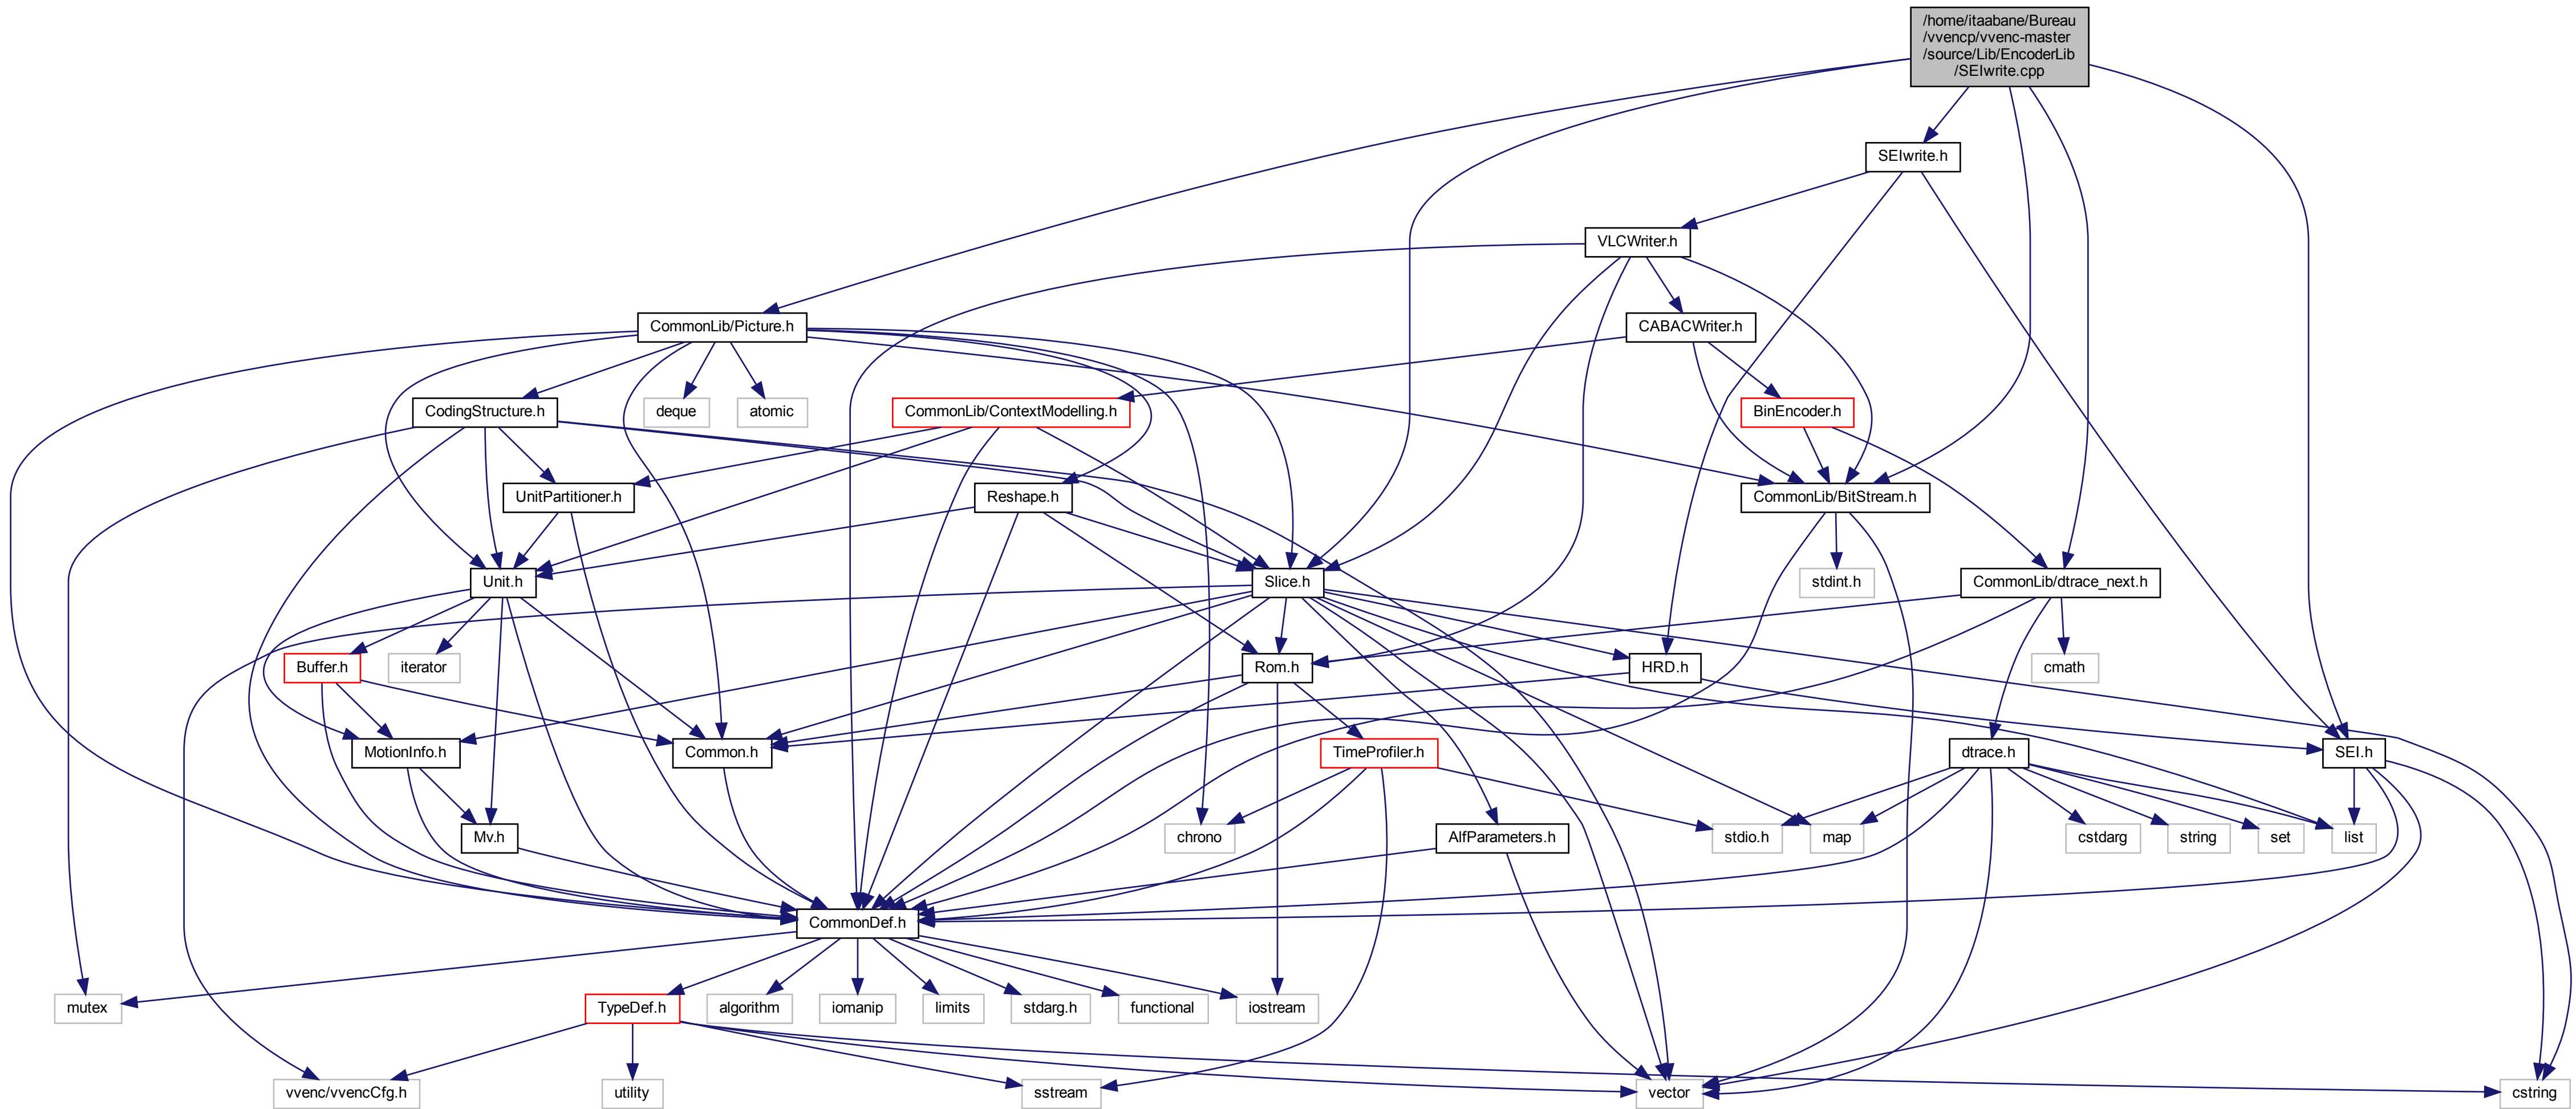 /home/itaabane/Bureau
/vvencp/vvenc-master
/source/Lib/EncoderLib
/SEIwrite.cpp
SEIwrite.h
VLCWriter.h
CommonLib/Picture.h
CABACWriter.h
CodingStructure.h
deque
atomic
CommonLib/ContextModelling.h
BinEncoder.h
UnitPartitioner.h
Reshape.h
CommonLib/BitStream.h
Unit.h
Slice.h
stdint.h
CommonLib/dtrace_next.h
Buffer.h
iterator
Rom.h
HRD.h
cmath
MotionInfo.h
Common.h
TimeProfiler.h
dtrace.h
SEI.h
Mv.h
chrono
AlfParameters.h
stdio.h
map
cstdarg
string
set
list
CommonDef.h
mutex
TypeDef.h
algorithm
iomanip
limits
stdarg.h
functional
iostream
vvenc/vvencCfg.h
utility
sstream
vector
cstring